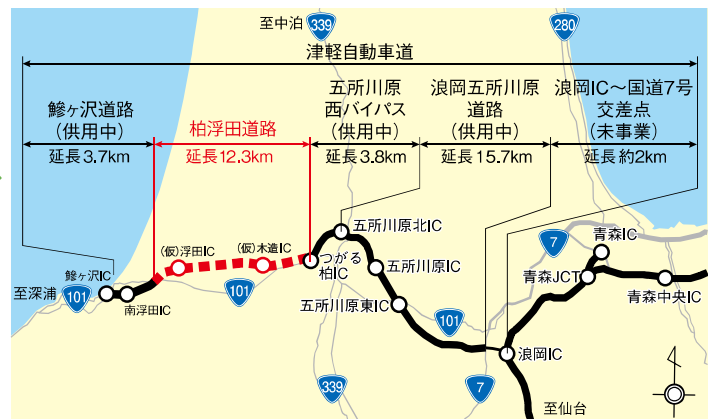 至中泊
339
280
津軽自動車道
鰺ヶ沢道路
(供用中)
延長3.7km
柏浮田道路
延長12.3km
五所川原
西バイパス
(供用中)
延長3.8km
浪岡五所川原
道路
(供用中)
延長15.7km
浪岡IC〜国道7号
交差点
(未事業)
延長 約2km
鰺ヶ沢IC
至深浦
101
南浮田IC
(仮)浮田IC
(仮)木造IC
101
つがる
柏IC
五所川原北IC
五所川原IC
五所川原東IC
101
339
7
7
青森IC
青森JCT
青森中央IC
浪岡IC
至仙台